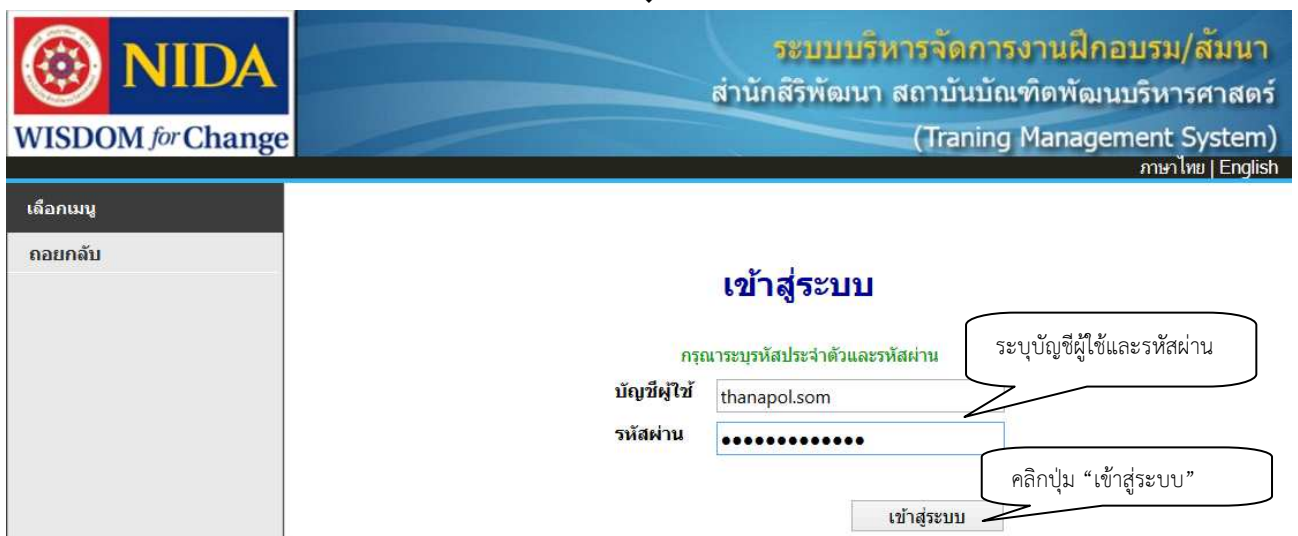 NIDA
WISDOM for Change
ระบบบริหารจัดการงานฝึกอบรม/สัมนา
สำนักสิริพัฒนา สถาบันบัณฑิตพัฒนบริหารศาสตร์
(Traning Management System)
ภาษาไทย | English
เลือกเมนู
ถอยกลับ
เข้าสู่ระบบ
กรุณาระบุรหัสประจำตัวและรหัสผ่าน
ระบุบัญชีผู้ใช้และรหัสผ่าน
บัญชีผู้ใช้ thanapol.som
รหัสผ่าน •••••••••••••
คลิกปุ่ม “เข้าสู่ระบบ”
เข้าสู่ระบบ